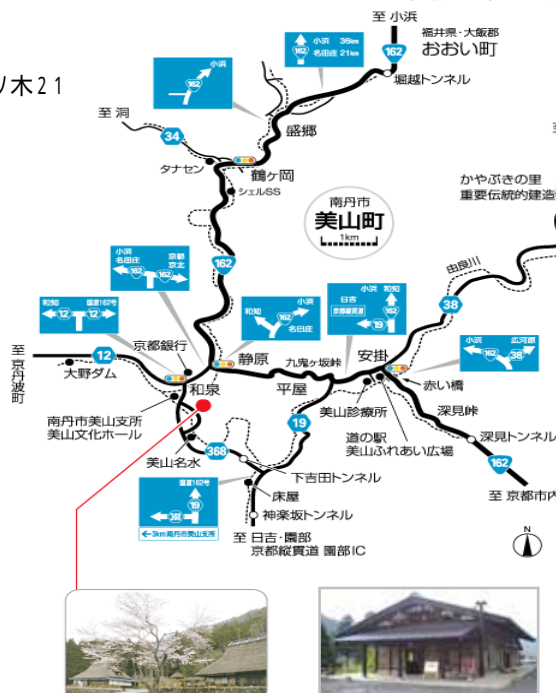 至 小浜
福井県・大飯郡
おおい町
小浜 36km
162
名田庄 21km
162
堀越トンネル
小浜
162
ノ木21
至 洞
34
盛郷
タナセン
鶴ヶ岡
シェルSS
かやぶきの里
重要伝統的建造
南丹市
美山町
1km
由良川
162
38
小浜
名田庄
京都
京北
162
162
和知
国道162号
12
12
和知
小浜
162
162
名田庄
小浜 和知
162
日吉
京都縦貫道
19
小浜
広河原
162
38
至 京丹波町
12
大野ダム
京都銀行
静原
九鬼ヶ坂峠
安掛
和泉
平屋
赤い橋
美山診療所
南丹市美山支所
美山文化ホール
19
道の駅
美山ふれあい広場
深見峠
深見トンネル
美山名水
368
162
下吉田トンネル
国道162号
19
368
←3km南丹市美山支所
床屋
神楽坂トンネル
至 京都市内
至 日吉・園部
京都縦貫道 園部IC
N